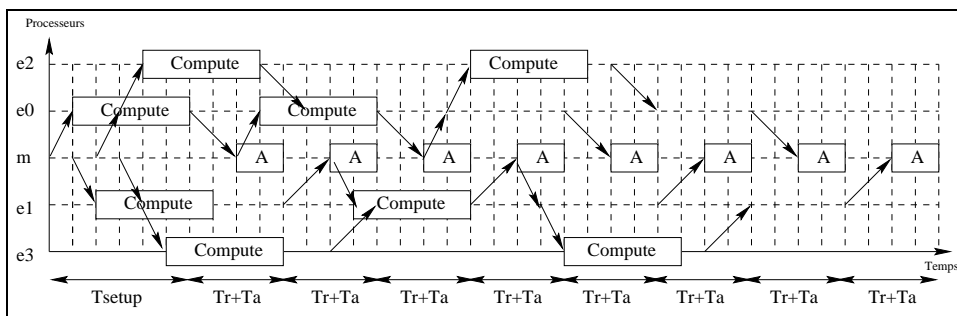 Processeurs
e2
Compute
Compute
e0
Compute
Compute
m
A
A
A
A
A
A
A
A
e1
Compute
Compute
e3
Compute
Compute
Temps
Tsetup
Tr+Ta
Tr+Ta
Tr+Ta
Tr+Ta
Tr+Ta
Tr+Ta
Tr+Ta
Tr+Ta